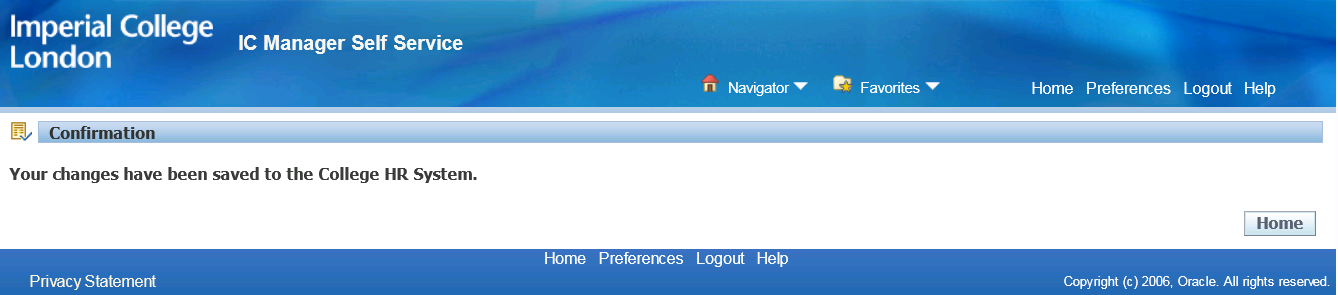 Imperial College
London
IC Manager Self Service
Navigator Favorites Home Preferences Logout Help
Confirmation
Your changes have been saved to the College HR System.
Home
Home Preferences Logout Help
Privacy Statement
Copyright (c) 2006, Oracle. All rights reserved.